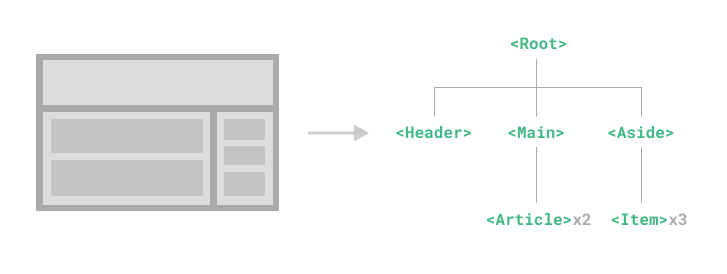 <Root>
<Header> <Main> <Aside>
<Article>x2 <Item>x3